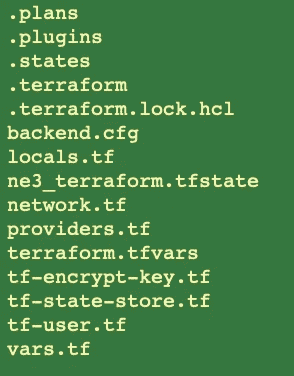 .plans
.plugins
.states
.terraform
.terraform.lock.hcl
backend.cfg
locals.tf
ne3_terraform.tfstate
network.tf
providers.tf
terraform.tfvars
tf-encrypt-key.tf
tf-state-store.tf
tf-user.tf
vars.tf